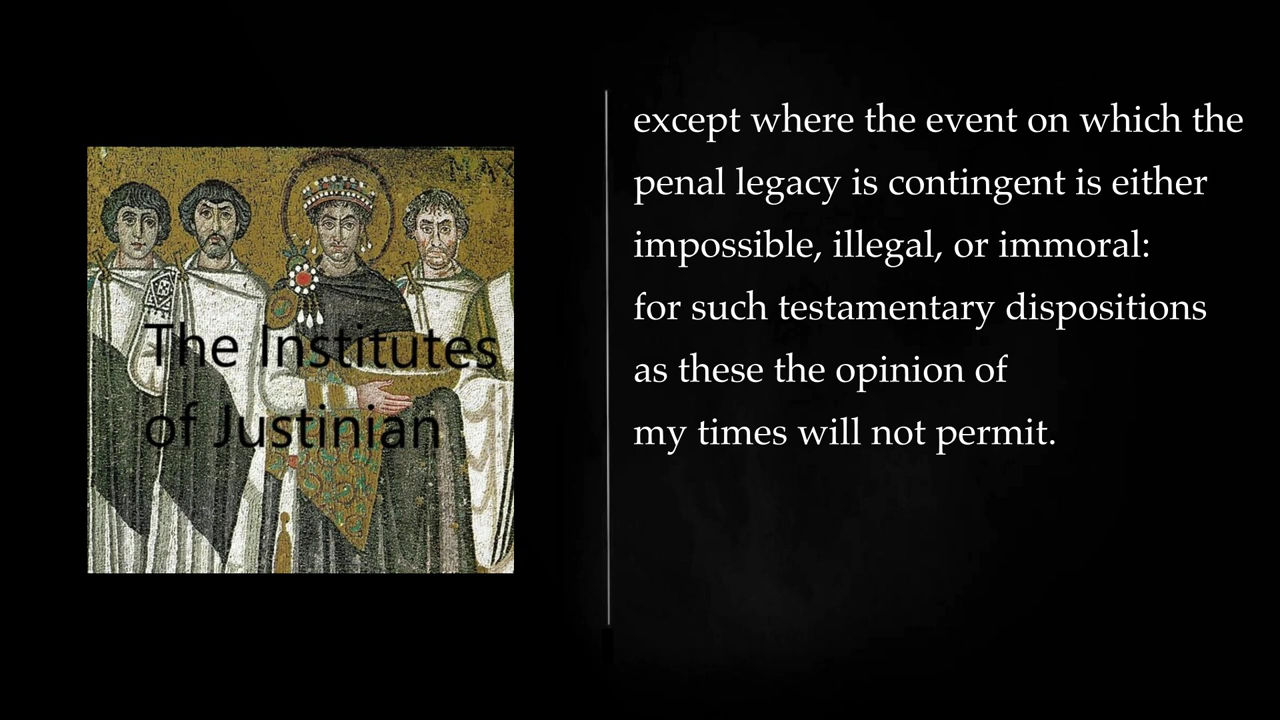 The Institutes
of Justinian
except where the event on which the
penal legacy is contingent is either
impossible, illegal, or immoral:
for such testamentary dispositions
as these the opinion of
my times will not permit.